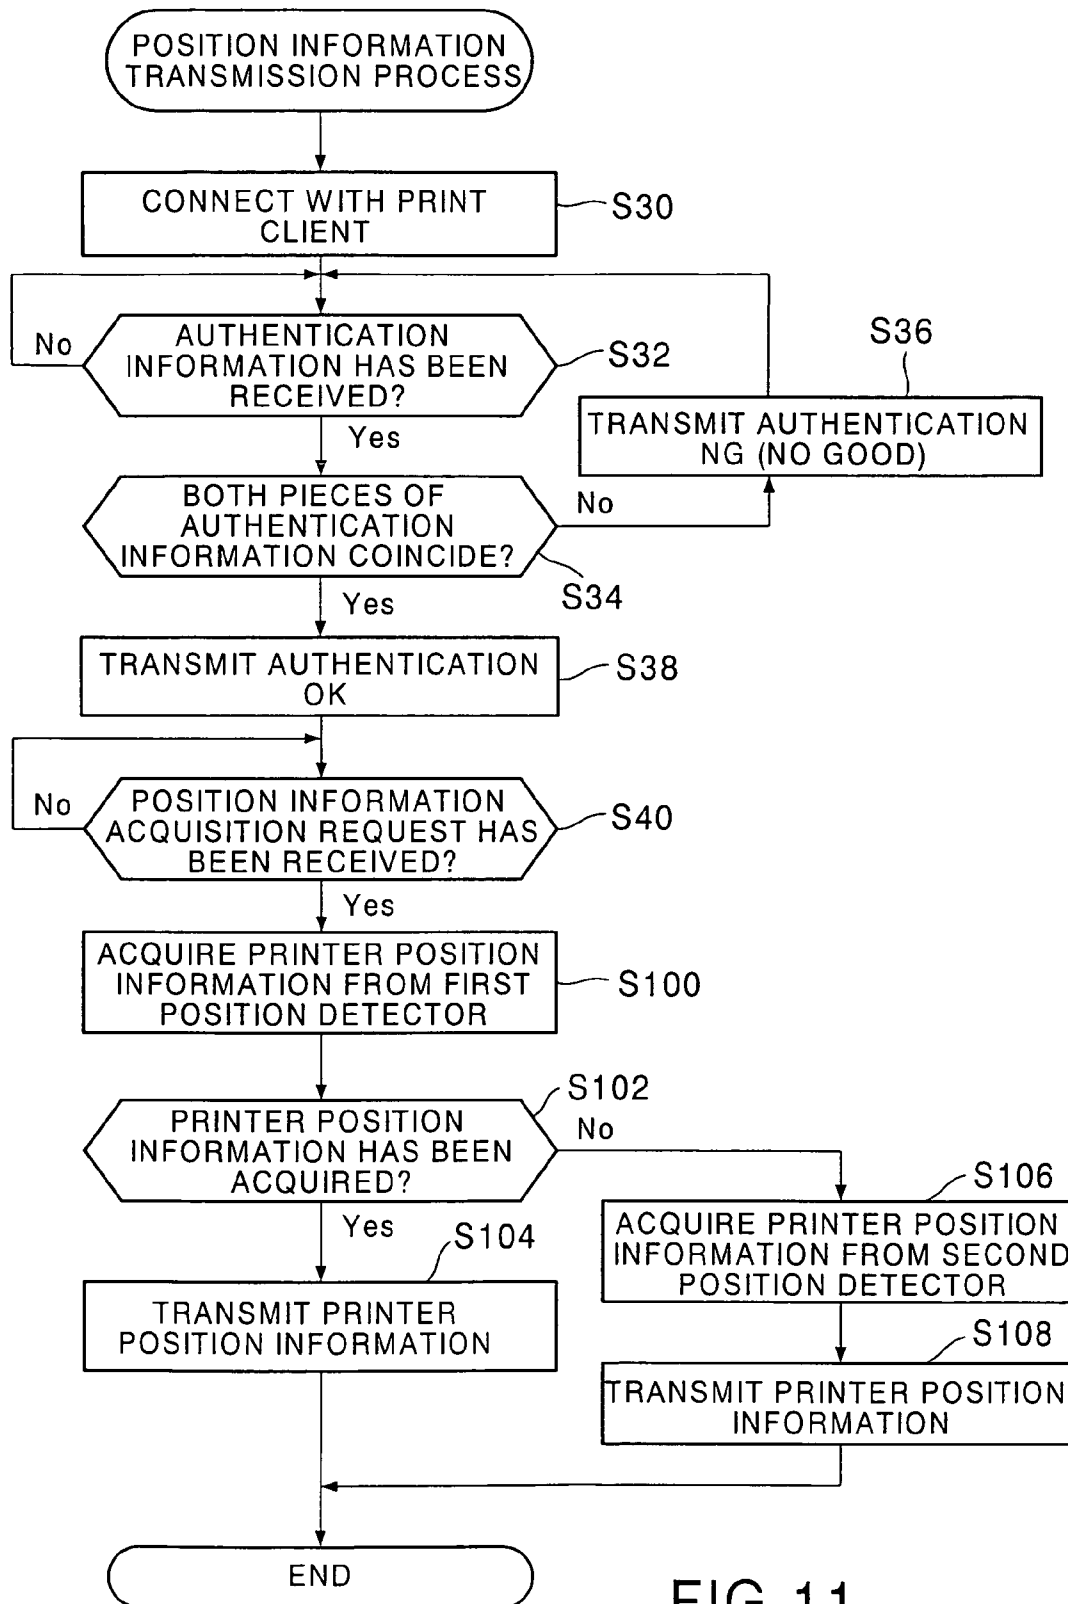 POSITION INFORMATION
TRANSMISSION PROCESS
CONNECT WITH PRINT
CLIENT
S30
No
AUTHENTICATION
INFORMATION HAS BEEN
RECEIVED?
S32
Yes
S36
TRANSMIT AUTHENTICATION
NG (NO GOOD)
BOTH PIECES OF
AUTHENTICATION
INFORMATION COINCIDE?
No
S34
Yes
TRANSMIT AUTHENTICATION
OK
S38
No
POSITION INFORMATION
ACQUISITION REQUEST HAS
BEEN RECEIVED?
S40
Yes
ACQUIRE PRINTER POSITION
INFORMATION FROM FIRST
POSITION DETECTOR
S100
PRINTER POSITION
INFORMATION HAS BEEN
ACQUIRED?
S102
No
Yes
S104
TRANSMIT PRINTER
POSITION INFORMATION
S106
ACQUIRE PRINTER POSITION
INFORMATION FROM SECOND
POSITION DETECTOR
S108
TRANSMIT PRINTER POSITION
INFORMATION
END
FIG 11